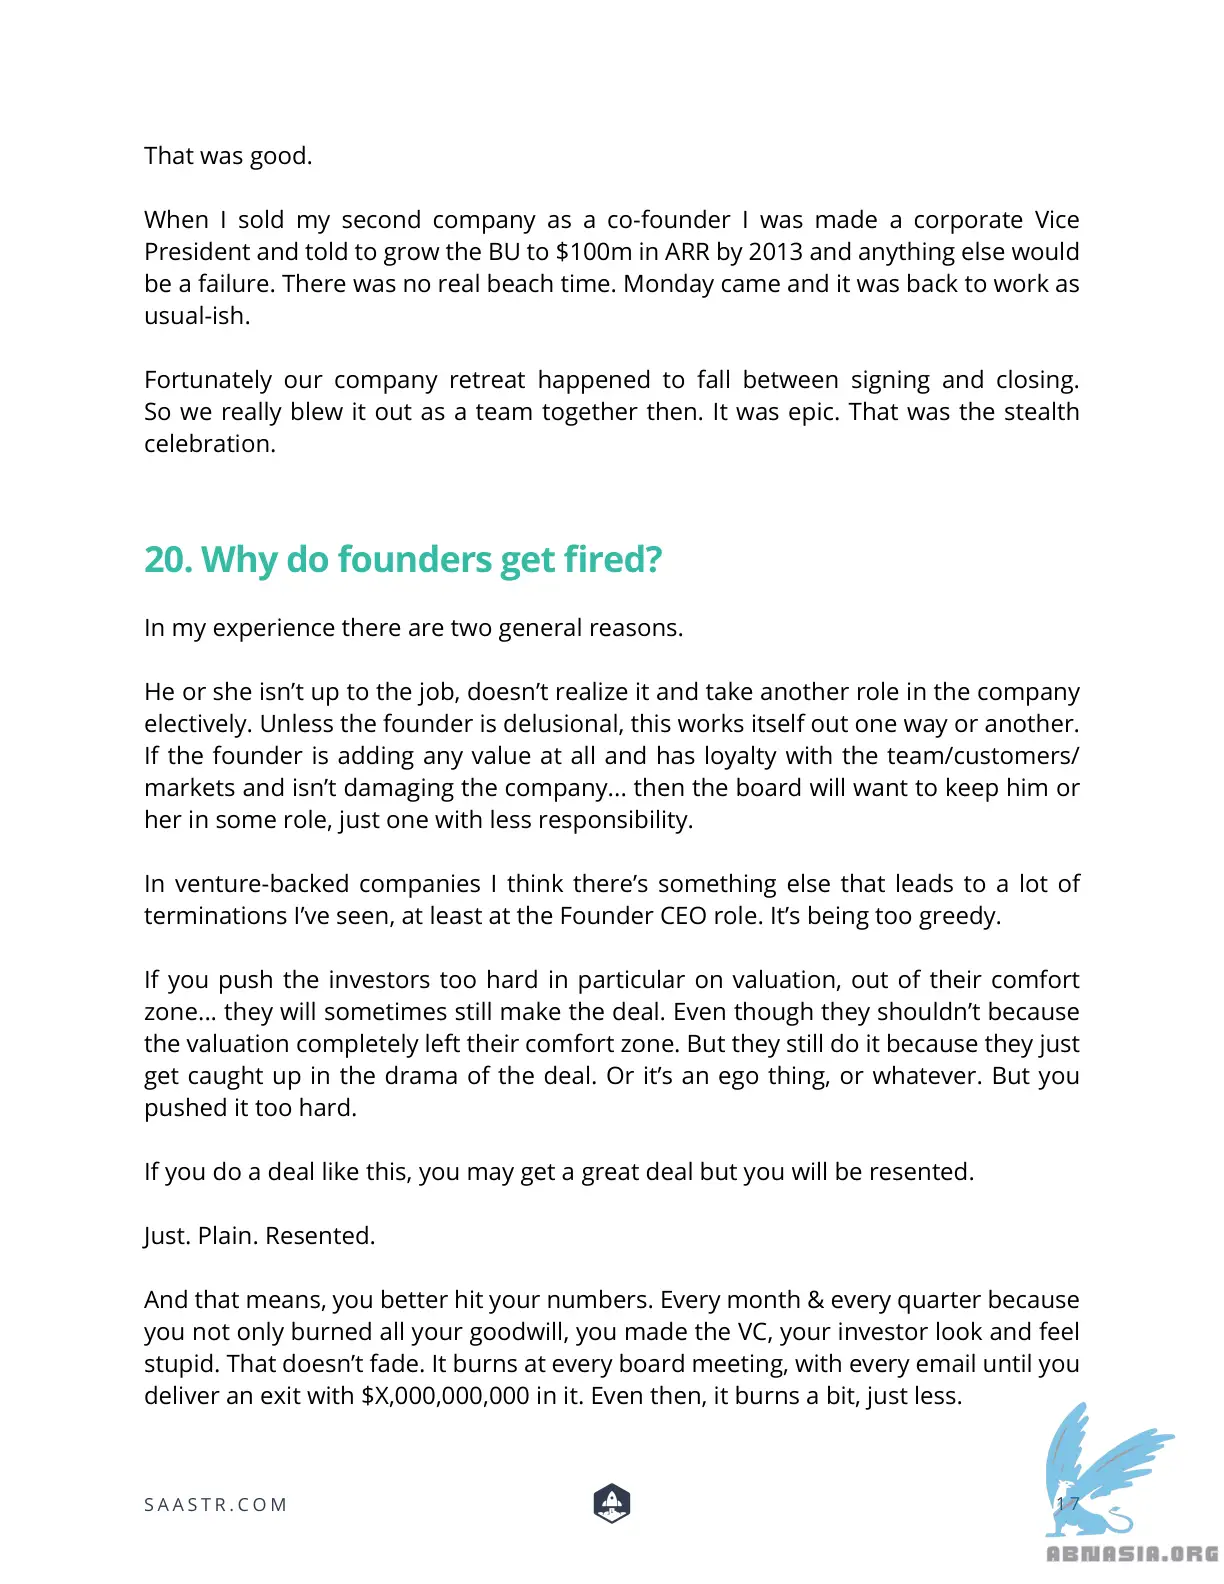 That was good.
When I sold my second company as a co-founder I was made a corporate Vice
President and told to grow the BU to $100m in ARR by 2013 and anything else would
be a failure. There was no real beach time. Monday came and it was back to work as
usual-ish.
Fortunately our company retreat happened to fall between signing and closing.
So we really blew it out as a team together then. It was epic. That was the stealth
celebration.
20. Why do founders get fired?
In my experience there are two general reasons.
He or she isn’t up to the job, doesn’t realize it and take another role in the company
electively. Unless the founder is delusional, this works itself out one way or another.
If the founder is adding any value at all and has loyalty with the team/customers/
markets and isn’t damaging the company... then the board will want to keep him or
her in some role, just one with less responsibility.
In venture-backed companies I think there’s something else that leads to a lot of
terminations I’ve seen, at least at the Founder CEO role. It’s being too greedy.
If you push the investors too hard in particular on valuation, out of their comfort
zone... they will sometimes still make the deal. Even though they shouldn’t because
the valuation completely left their comfort zone. But they still do it because they just
get caught up in the drama of the deal. Or it’s an ego thing, or whatever. But you
pushed it too hard.
If you do a deal like this, you may get a great deal but you will be resented.
Just. Plain. Resented.
And that means, you better hit your numbers. Every month & every quarter because
you not only burned all your goodwill, you made the VC, your investor look and feel
stupid. That doesn’t fade. It burns at every board meeting, with every email until you
deliver an exit with $X,000,000,000 in it. Even then, it burns a bit, just less.
SAASTR.COM
17
ABNASIA.ORG